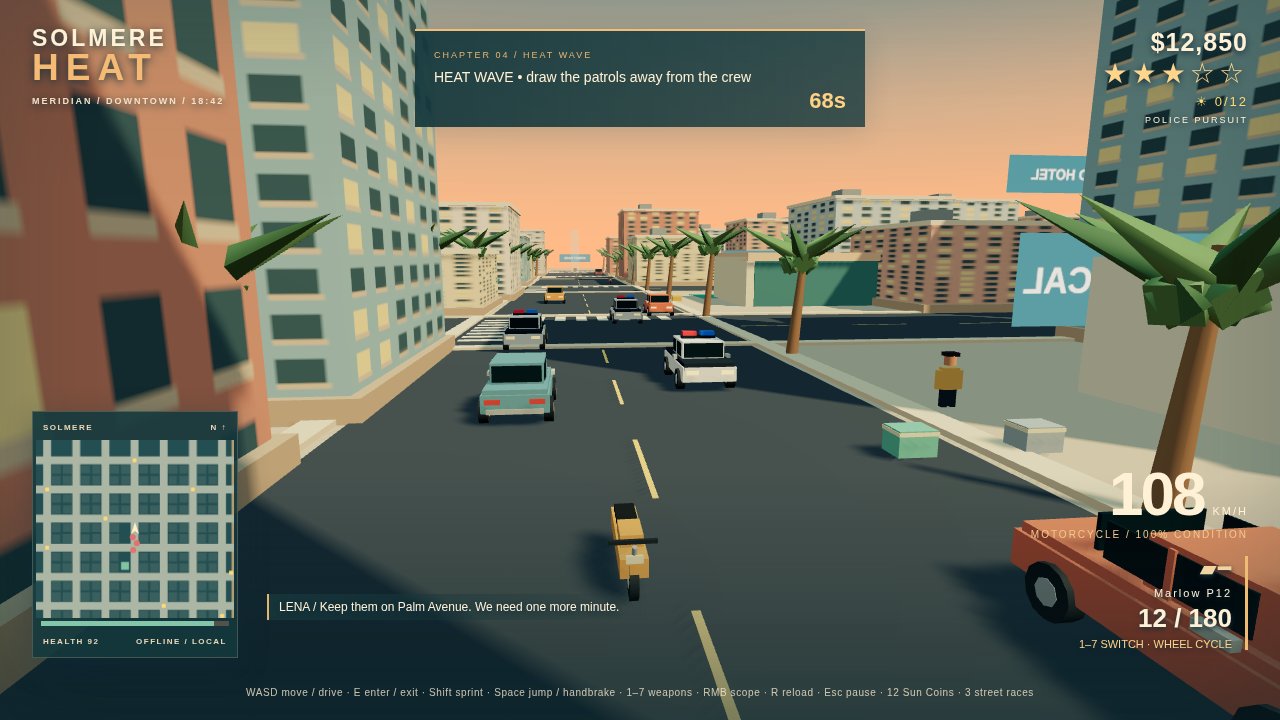 SOLMERE
HEAT
MERIDIAN / DOWNTOWN / 18:42
CHAPTER 04 / HEAT WAVE
HEAT WAVE • draw the patrols away from the crew
68s
$12,850
★ ★ ★ ☆ ☆
☀ 0/12
POLICE PURSUIT
HOTEL
CAL
SOLMERE
N ↑
HEALTH 92
OFFLINE / LOCAL
LENA / Keep them on Palm Avenue. We need one more minute.
108 KM/H
MOTORCYCLE / 100% CONDITION
Marlow P12
12 / 180
1–7 SWITCH · WHEEL CYCLE
WASD move / drive · E enter / exit · Shift sprint · Space jump / handbrake · 1–7 weapons · RMB scope · R reload · Esc pause · 12 Sun Coins · 3 street races